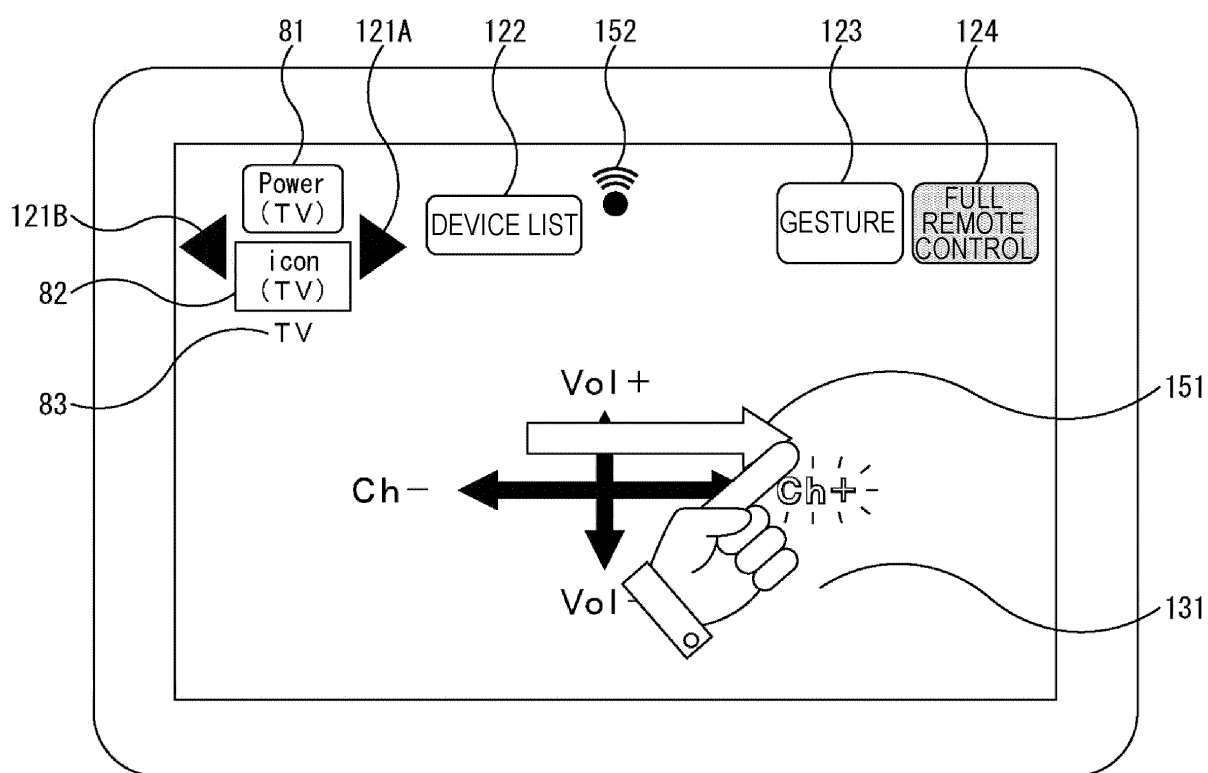 81
121A
122
152
123
124
121B
Power
(TV)
DEVICE LIST
GESTURE
FULL
REMOTE
CONTROL
icon
(TV)
82
TV
83
Vol+
151
Ch−
Ch+
Vol-
131